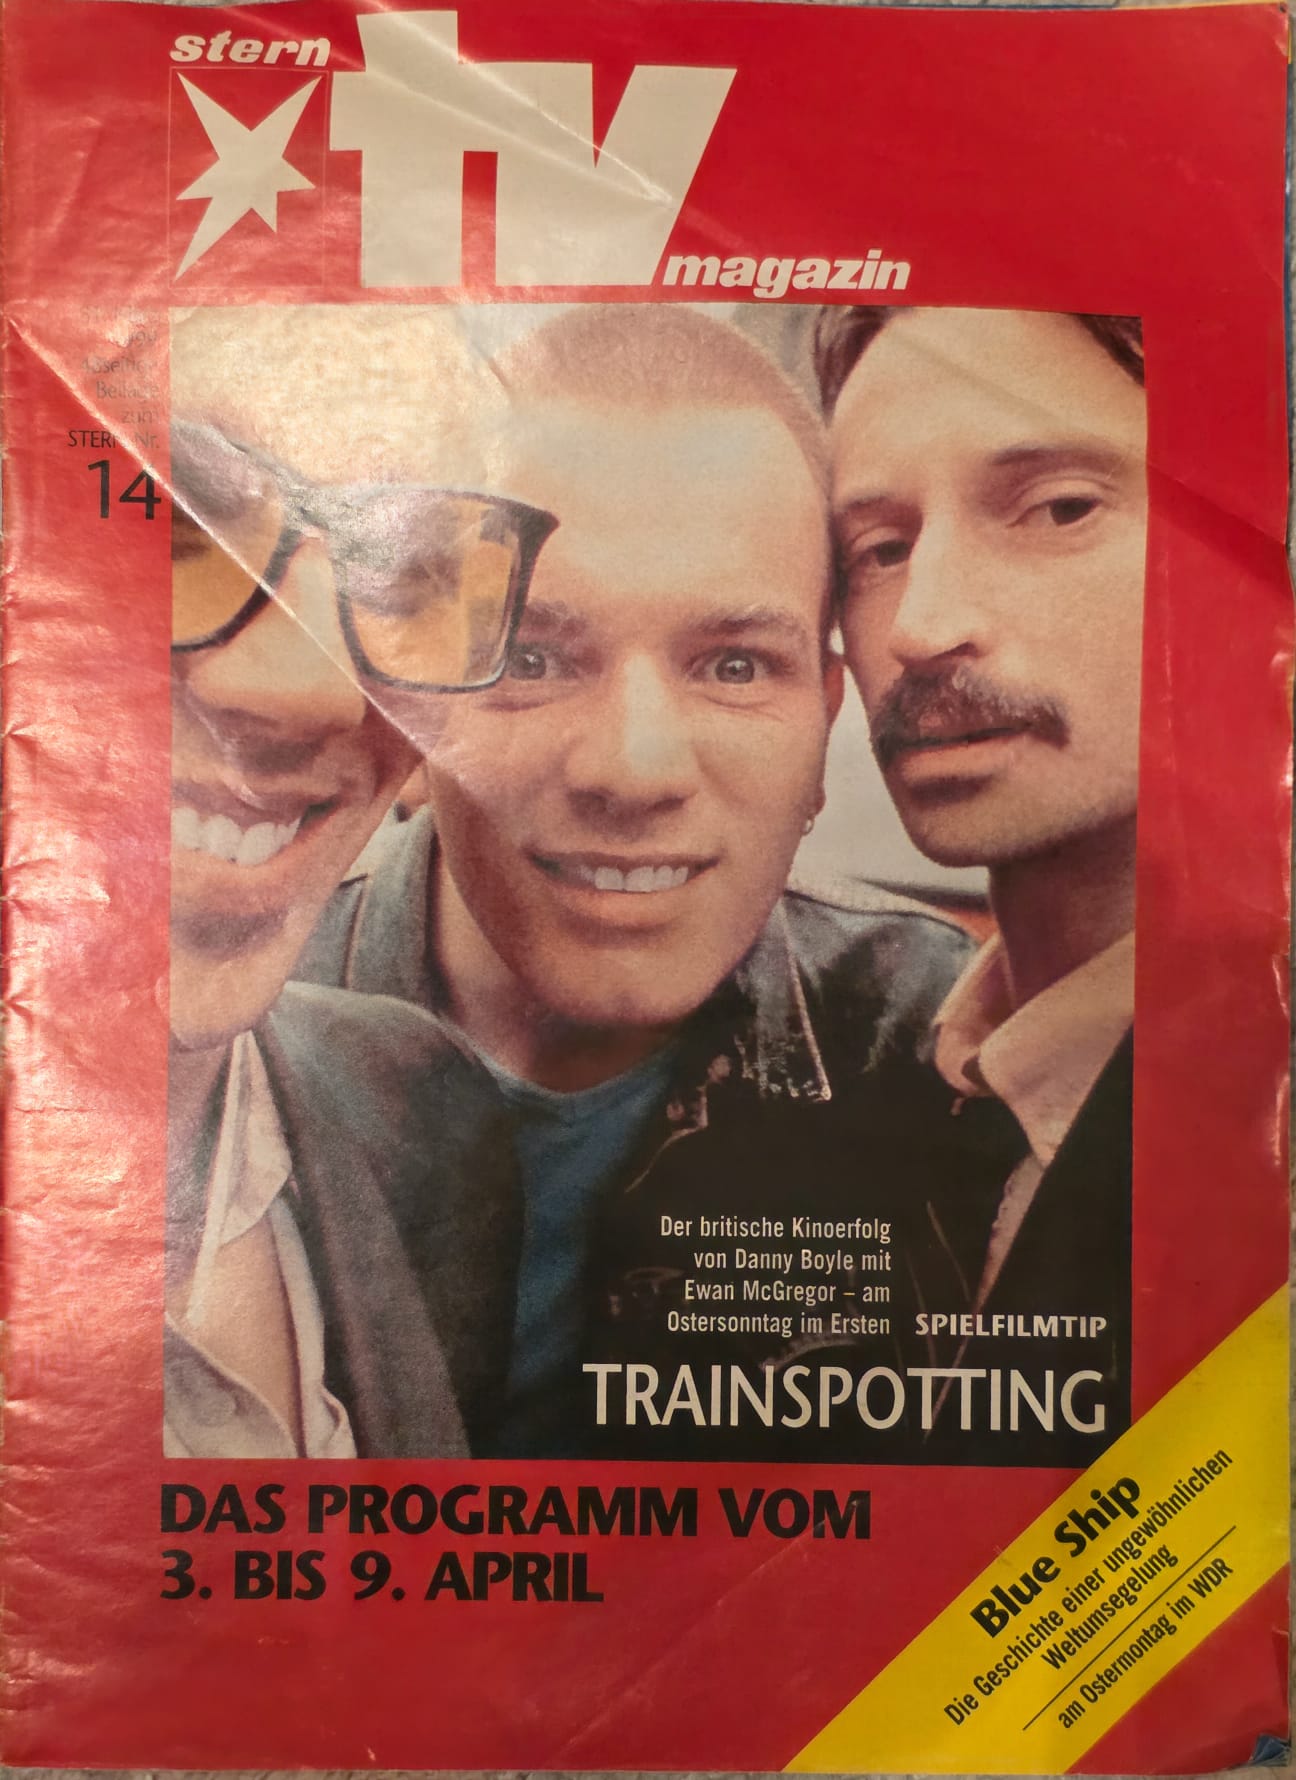 stern
tv
magazin
Beilage
zum
STERN Nr.
14
Der britische Kinoerfolg
von Danny Boyle mit
Ewan McGregor – am
Ostersonntag im Ersten
SPIELFILMTIP
TRAINSPOTTING
DAS PROGRAMM VOM
3. BIS 9. APRIL
Blue Ship
Die Geschichte einer ungewöhnlichen
Weltumsegelung
am Ostermontag im WDR